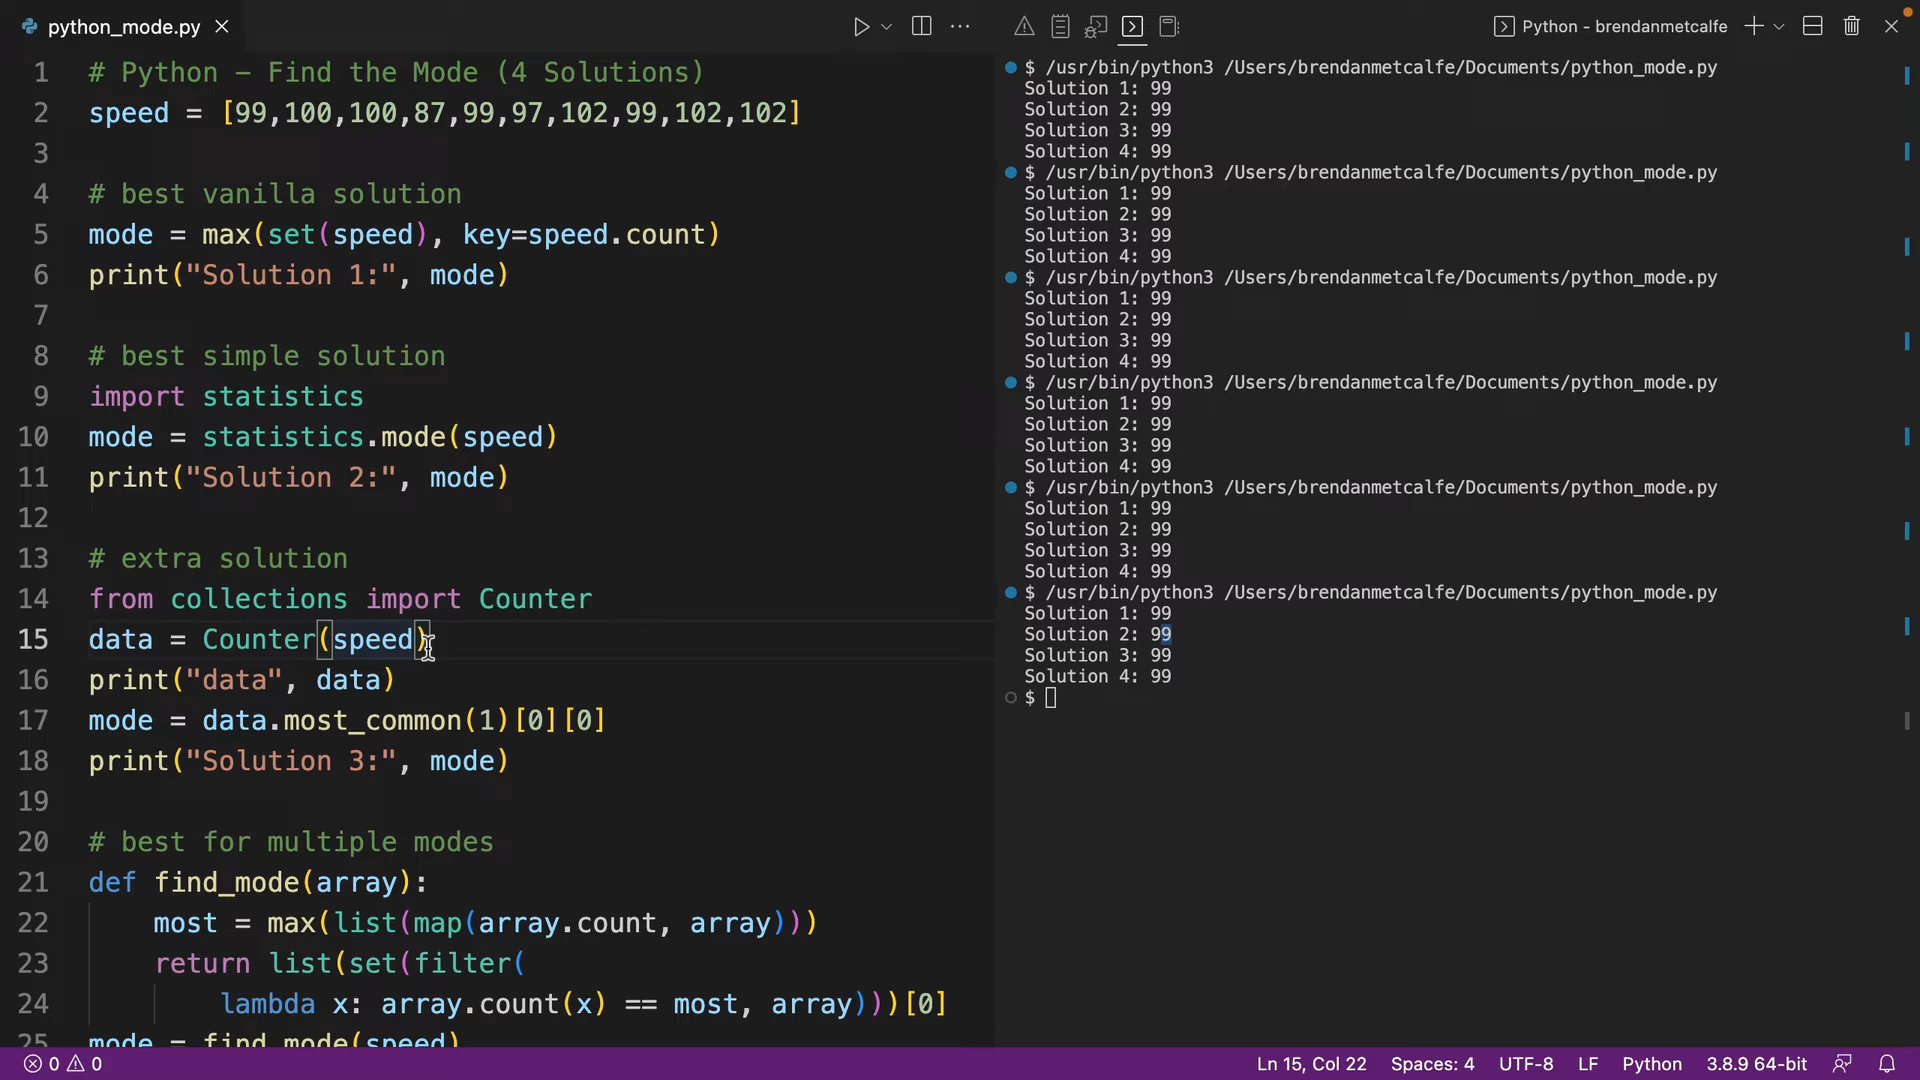 python_mode.py
1 # Python – Find the Mode (4 Solutions)
2 speed = [99,100,100,87,99,97,102,99,102,102]
3
4 # best vanilla solution
5 mode = max(set(speed), key=speed.count)
6 print("Solution 1:", mode)
7
8 # best simple solution
9 import statistics
10 mode = statistics.mode(speed)
11 print("Solution 2:", mode)
12
13 # extra solution
14 from collections import Counter
15 data = Counter(speed)
16 print("data", data)
17 mode = data.most_common(1)[0][0]
18 print("Solution 3:", mode)
19
20 # best for multiple modes
21 def find_mode(array):
22 most = max(list(map(array.count, array)))
23 return list(set(filter(
24 lambda x: array.count(x) == most, array)))[0]
25 mode = find_mode(speed)
Python - brendanmetcalfe
$ /usr/bin/python3 /Users/brendanmetcalfe/Documents/python_mode.py
Solution 1: 99
Solution 2: 99
Solution 3: 99
Solution 4: 99
$ /usr/bin/python3 /Users/brendanmetcalfe/Documents/python_mode.py
Solution 1: 99
Solution 2: 99
Solution 3: 99
Solution 4: 99
$ /usr/bin/python3 /Users/brendanmetcalfe/Documents/python_mode.py
Solution 1: 99
Solution 2: 99
Solution 3: 99
Solution 4: 99
$ /usr/bin/python3 /Users/brendanmetcalfe/Documents/python_mode.py
Solution 1: 99
Solution 2: 99
Solution 3: 99
Solution 4: 99
$ /usr/bin/python3 /Users/brendanmetcalfe/Documents/python_mode.py
Solution 1: 99
Solution 2: 99
Solution 3: 99
Solution 4: 99
$ /usr/bin/python3 /Users/brendanmetcalfe/Documents/python_mode.py
Solution 1: 99
Solution 2: 99
Solution 3: 99
Solution 4: 99
$
0 0 Ln 15, Col 22 Spaces: 4 UTF-8 LF Python 3.8.9 64-bit